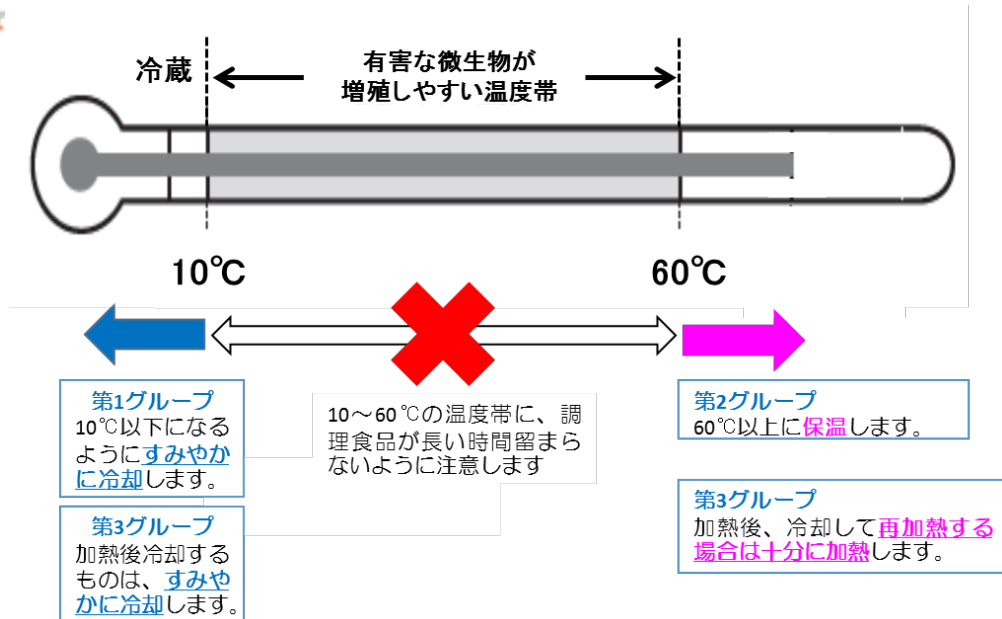 冷蔵
有害な微生物が
増殖しやすい温度帯
10℃
60℃
第1グループ
10℃以下になる
ようにすみやか
に冷却します。
第3グループ
加熱後冷却する
ものは、すみや
かに冷却します。
10～60℃の温度帯に、調
理食品が長い時間留まら
ないように注意します
第2グループ
60℃以上に保温します。
第3グループ
加熱後、冷却して再加熱する
場合は十分に加熱します。